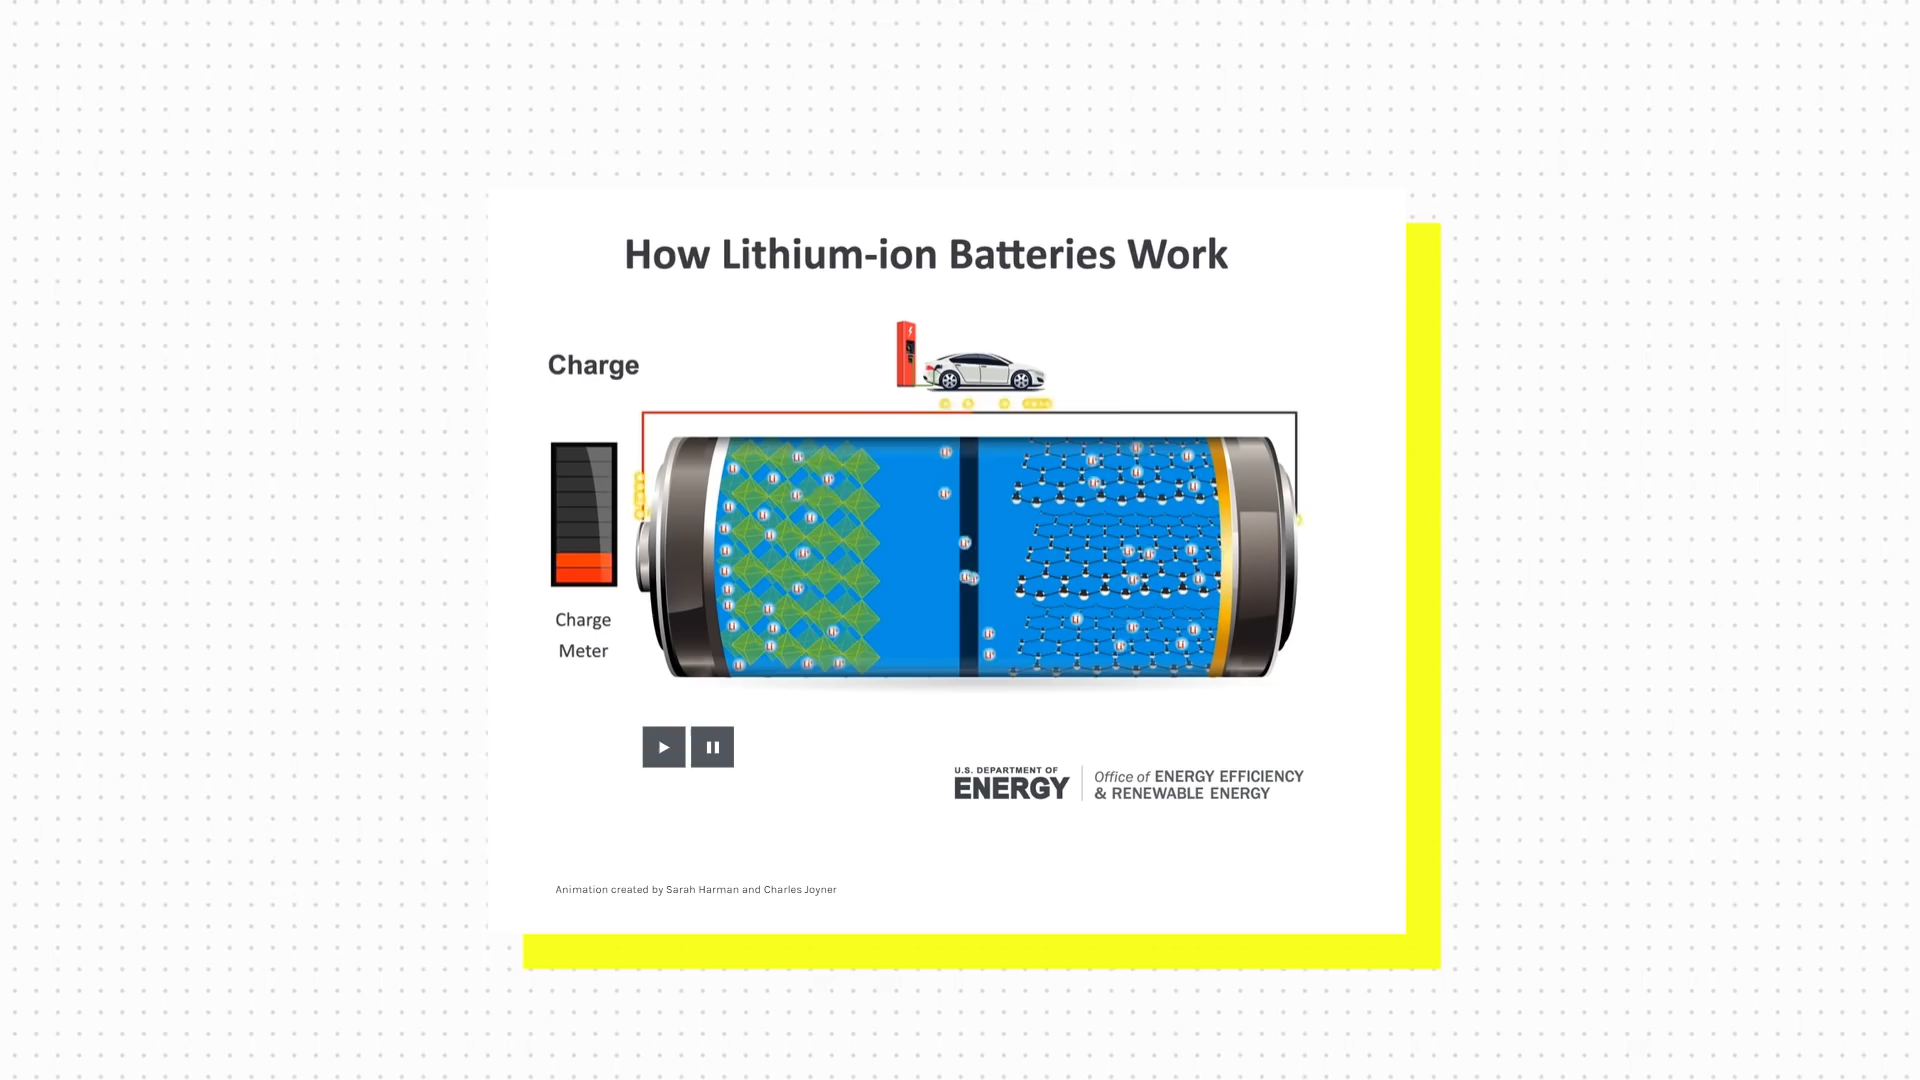 How Lithium-ion Batteries Work
Charge
Charge
Meter
U.S. DEPARTMENT OF
ENERGY
Office of ENERGY EFFICIENCY
& RENEWABLE ENERGY
Animation created by Sarah Harman and Charles Joyner